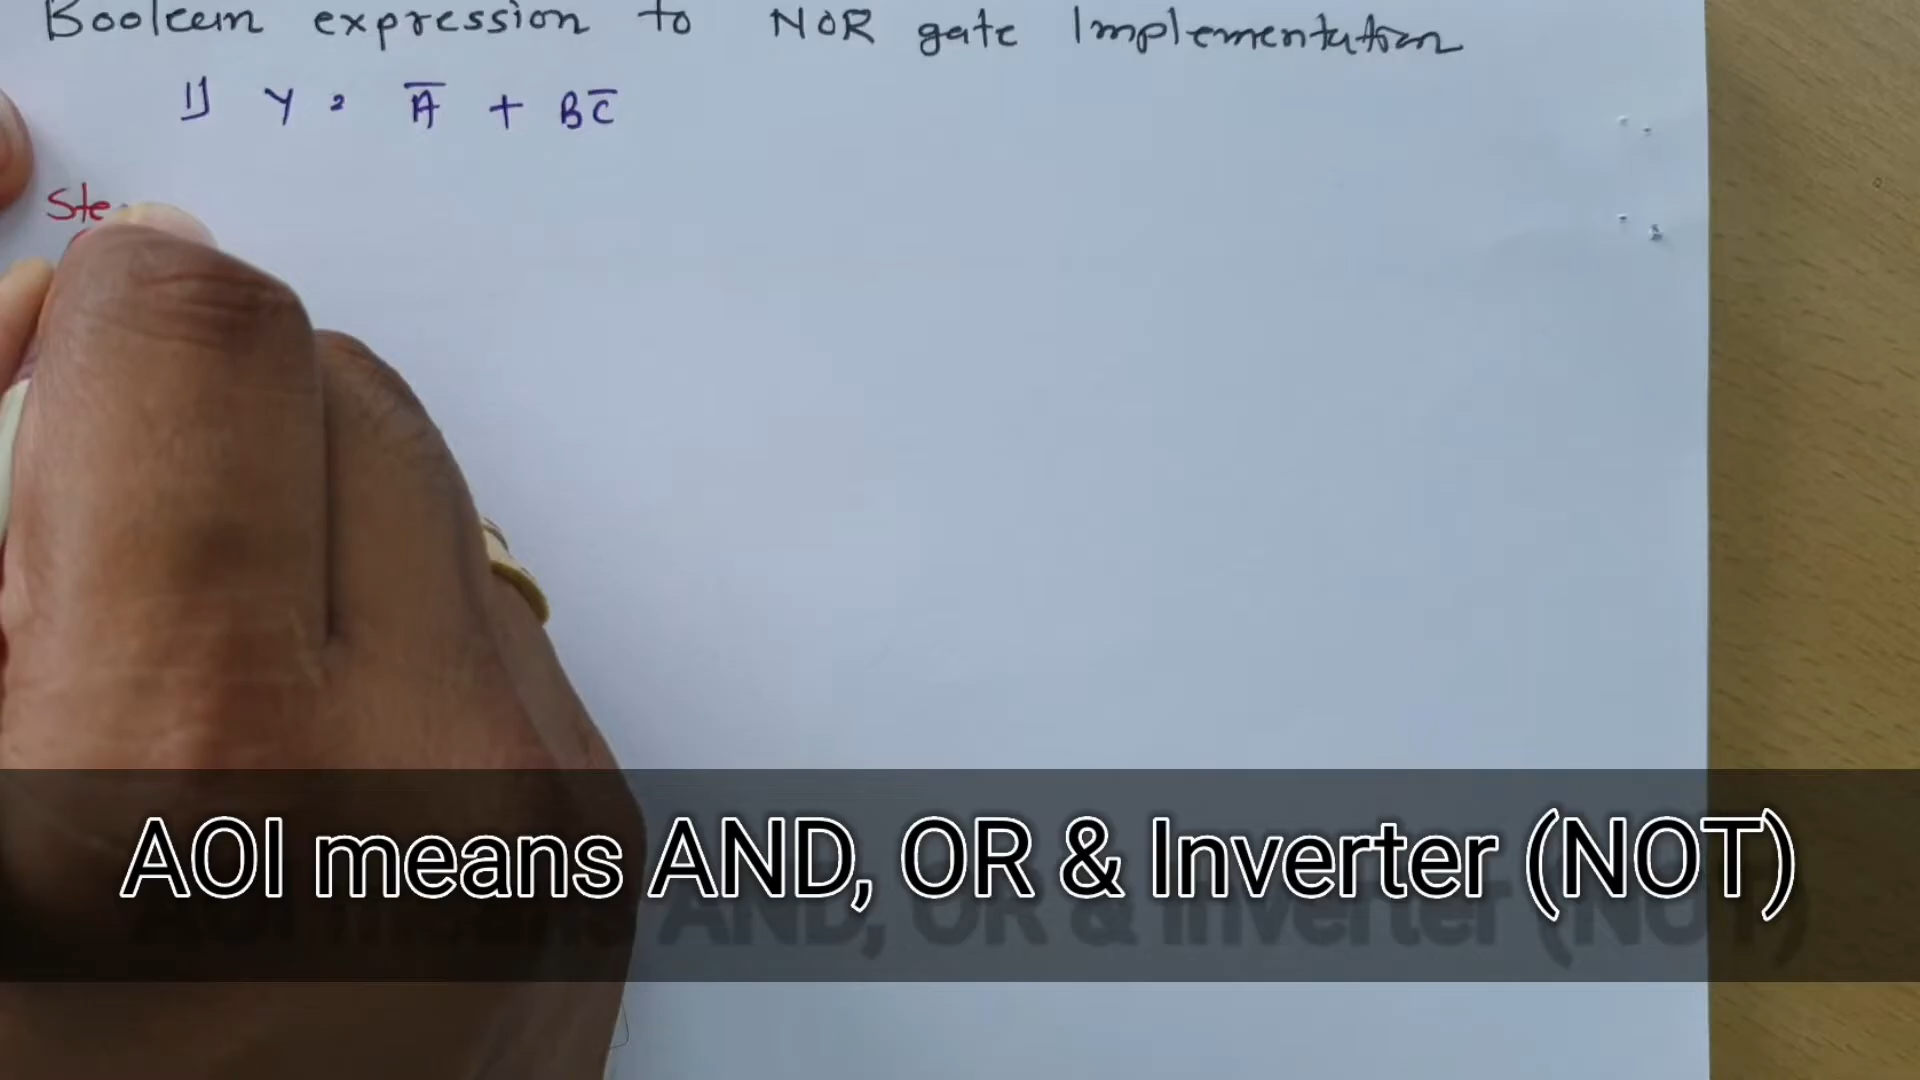 Boolean expression to NOR gate Implementation
1) Y = A̅ + BC̅
Ste
AOI means AND, OR & Inverter (NOT)